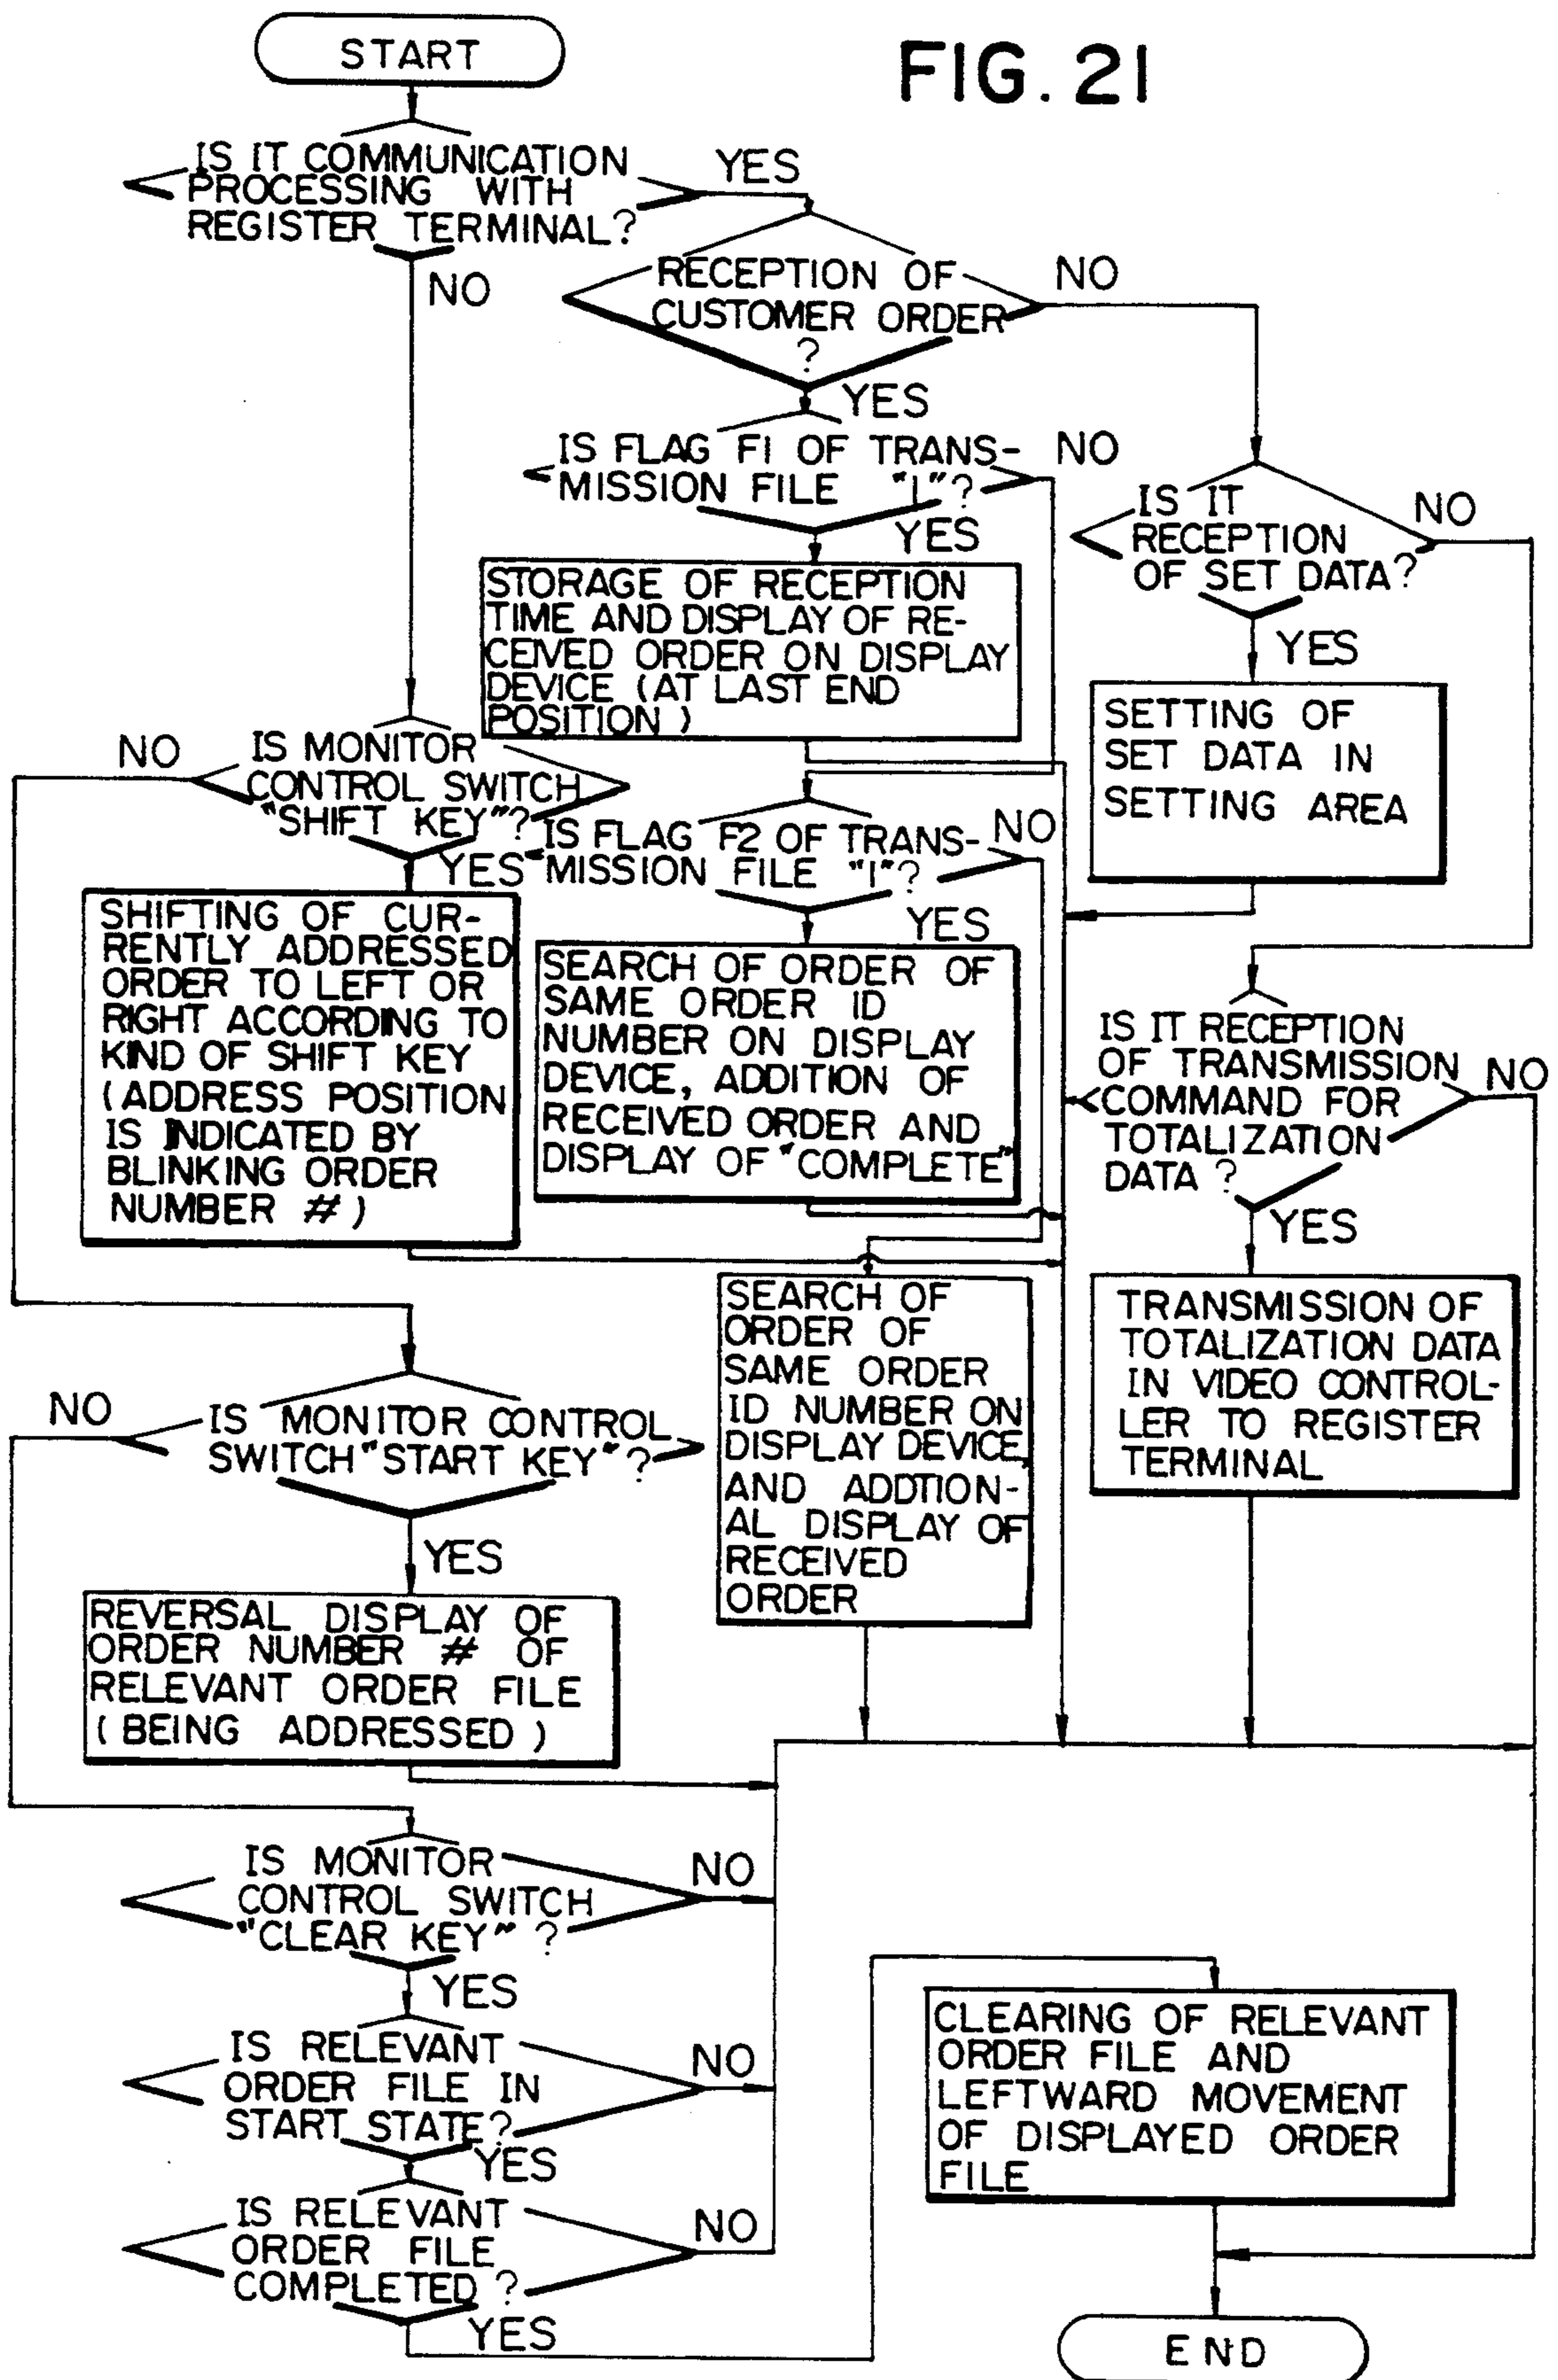 START
FIG. 21
IS IT COMMUNICATION
PROCESSING WITH
REGISTER TERMINAL?
YES
NO
RECEPTION OF
CUSTOMER ORDER
?
NO
YES
IS FLAG F1 OF TRANS-
MISSION FILE "1"?
NO
YES
STORAGE OF RECEPTION
TIME AND DISPLAY OF RE-
CEIVED ORDER ON DISPLAY
DEVICE (AT LAST END
POSITION)
IS IT
RECEPTION
OF SET DATA?
NO
YES
SETTING OF
SET DATA IN
SETTING AREA
NO
IS MONITOR
CONTROL SWITCH
"SHIFT KEY"?
YES
IS FLAG F2 OF TRANS-
MISSION FILE "1"?
NO
YES
SHIFTING OF CUR-
RENTLY ADDRESSED
ORDER TO LEFT OR
RIGHT ACCORDING TO
KIND OF SHIFT KEY
(ADDRESS POSITION
IS INDICATED BY
BLINKING ORDER
NUMBER #)
SEARCH OF ORDER OF
SAME ORDER ID
NUMBER ON DISPLAY
DEVICE, ADDITION OF
RECEIVED ORDER AND
DISPLAY OF "COMPLETE"
IS IT RECEPTION
OF TRANSMISSION
COMMAND FOR
TOTALIZATION
DATA ?
NO
YES
SEARCH OF
ORDER OF
SAME ORDER
ID NUMBER ON
DISPLAY DEVICE
AND ADDTION-
AL DISPLAY OF
RECEIVED
ORDER
TRANSMISSION OF
TOTALIZATION DATA
IN VIDEO CONTROL-
LER TO REGISTER
TERMINAL
NO
IS MONITOR CONTROL
SWITCH "START KEY"?
YES
REVERSAL DISPLAY OF
ORDER NUMBER # OF
RELEVANT ORDER FILE
(BEING ADDRESSED)
IS MONITOR
CONTROL SWITCH
"CLEAR KEY" ?
NO
YES
IS RELEVANT
ORDER FILE IN
START STATE?
NO
YES
IS RELEVANT
ORDER FILE
COMPLETED ?
NO
YES
CLEARING OF RELEVANT
ORDER FILE AND
LEFTWARD MOVEMENT
OF DISPLAYED ORDER
FILE
END